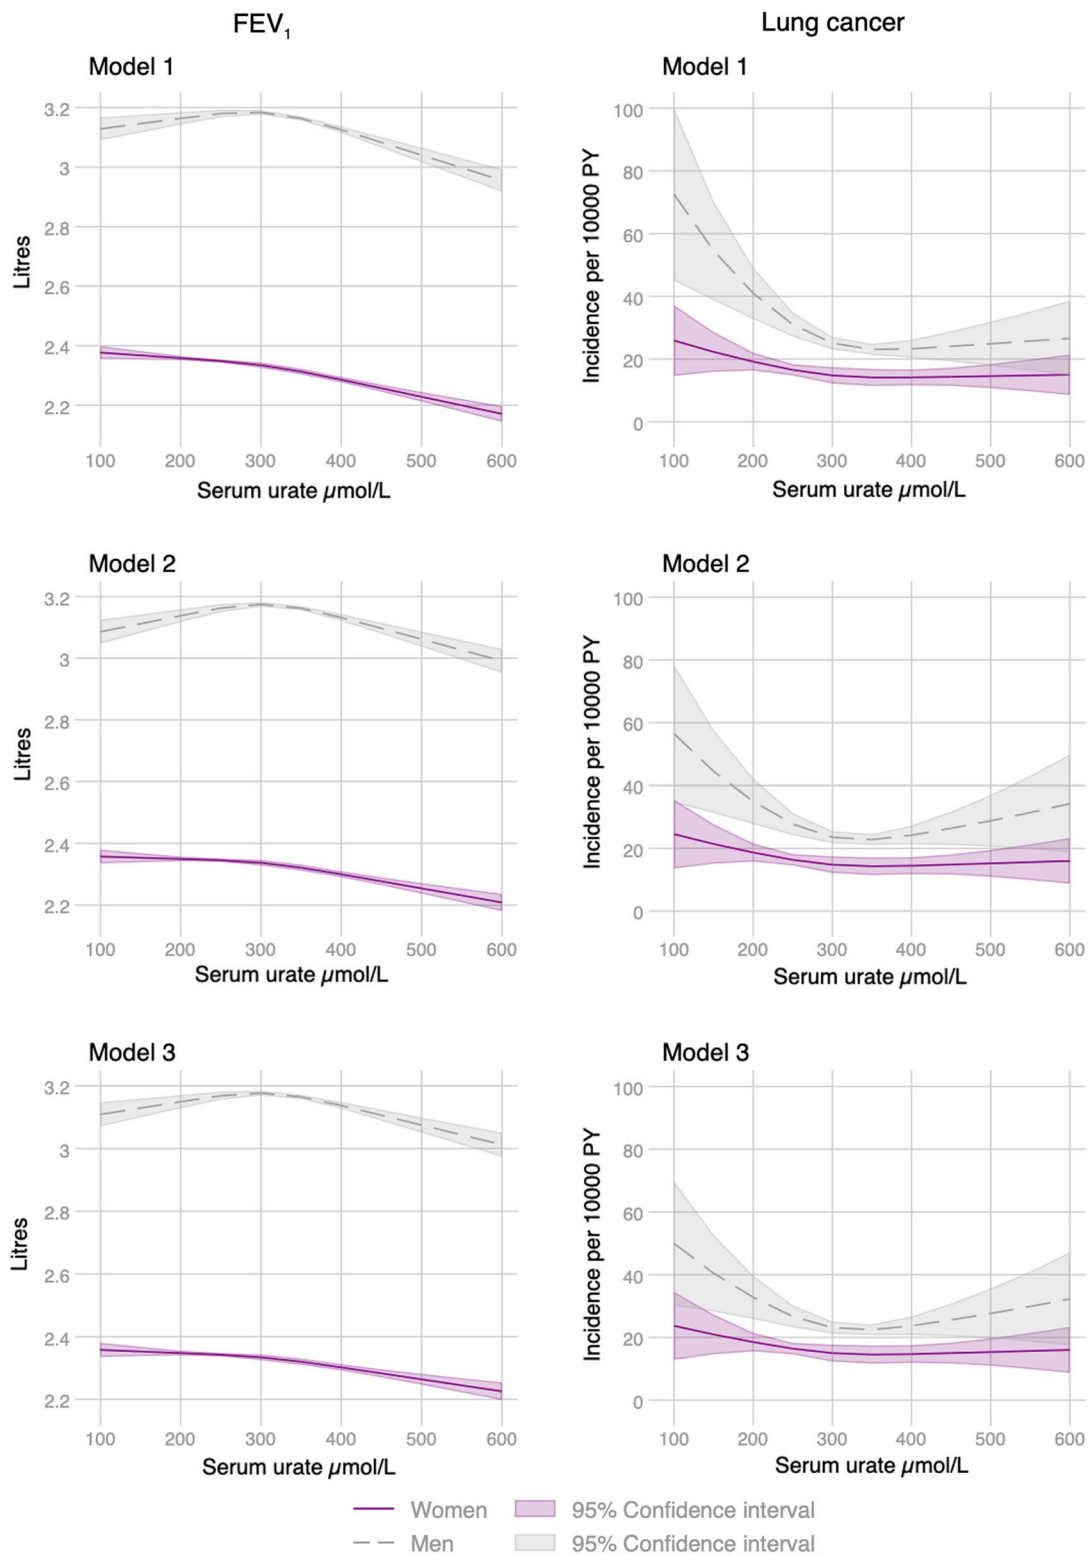 FEV1
Lung cancer
Model 1
Model 1
Litres
3.2
3
2.8
2.6
2.4
2.2
100 200 300 400 500 600
Serum urate µmol/L
Incidence per 10000 PY
100
80
60
40
20
0
100 200 300 400 500 600
Serum urate µmol/L
Model 2
Model 2
Litres
3.2
3
2.8
2.6
2.4
2.2
100 200 300 400 500 600
Serum urate µmol/L
Incidence per 10000 PY
100
80
60
40
20
0
100 200 300 400 500 600
Serum urate µmol/L
Model 3
Model 3
Litres
3.2
3
2.8
2.6
2.4
2.2
100 200 300 400 500 600
Serum urate µmol/L
Incidence per 10000 PY
100
80
60
40
20
0
100 200 300 400 500 600
Serum urate µmol/L
Women 95% Confidence interval
Men 95% Confidence interval